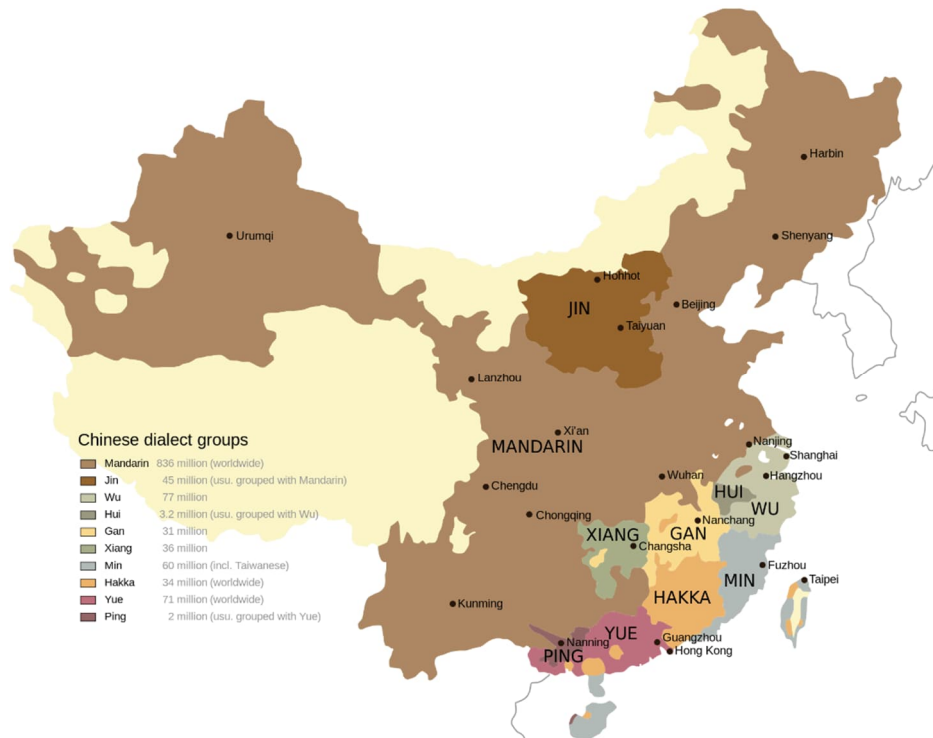 Harbin
Urumqi
Shenyang
Hohhot
JIN
Beijing
Taiyuan
Lanzhou
Xi'an
MANDARIN
Nanjing
Shanghai
Chengdu
Wuhan
Hangzhou
HUI
WU
Chongqing
Nanchang
XIANG
GAN
Changsha
Fuzhou
MIN
Taipei
HAKKA
Kunming
YUE
Guangzhou
Nanning
Hong Kong
PING
Chinese dialect groups
Mandarin 836 million (worldwide)
Jin 45 million (usu. grouped with Mandarin)
Wu 77 million
Hui 3.2 million (usu. grouped with Wu)
Gan 31 million
Xiang 36 million
Min 60 million (incl. Taiwanese)
Hakka 34 million (worldwide)
Yue 71 million (worldwide)
Ping 2 million (usu. grouped with Yue)